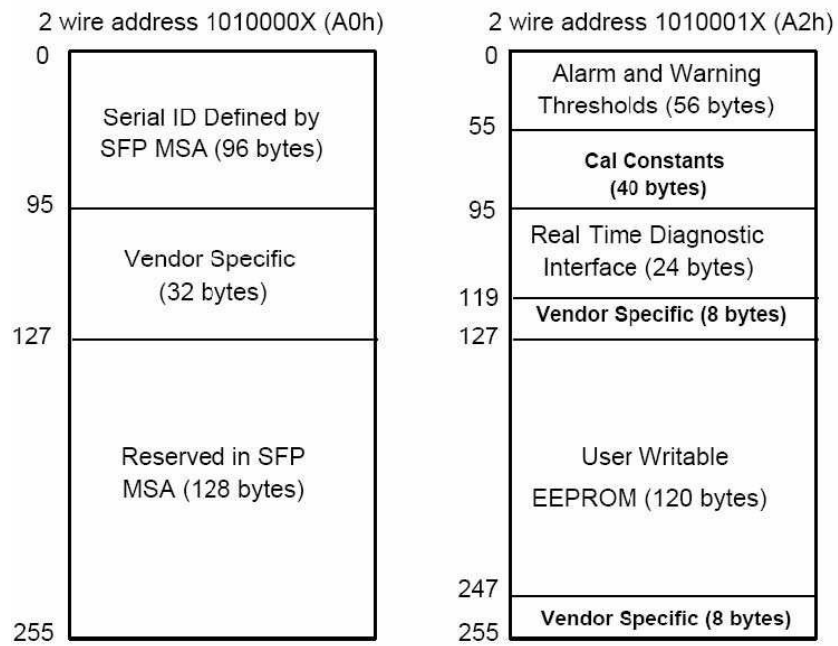 2 wire address 1010000X (A0h)
0
Serial ID Defined by
SFP MSA (96 bytes)
95
Vendor Specific
(32 bytes)
127
Reserved in SFP
MSA (128 bytes)
255
2 wire address 1010001X (A2h)
0
Alarm and Warning
Thresholds (56 bytes)
55
Cal Constants
(40 bytes)
95
Real Time Diagnostic
Interface (24 bytes)
119
Vendor Specific (8 bytes)
127
User Writable
EEPROM (120 bytes)
247
Vendor Specific (8 bytes)
255